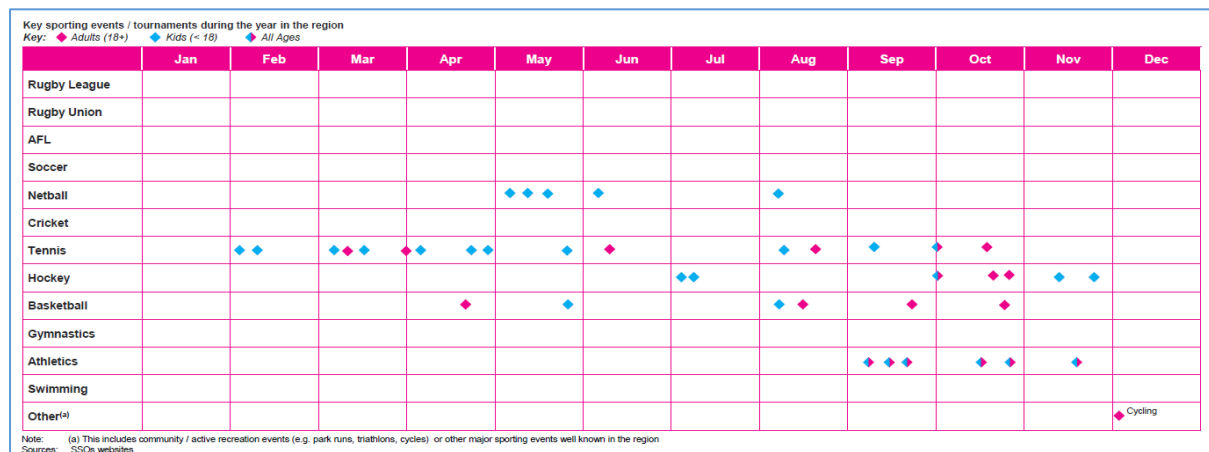 Key sporting events / tournaments during the year in the region
Key: Adults (18+) Kids (< 18) All Ages
Jan Feb Mar Apr May Jun Jul Aug Sep Oct Nov Dec
Rugby League
Rugby Union
AFL
Soccer
Netball
Cricket
Tennis
Hockey
Basketball
Gymnastics
Athletics
Swimming
Other(a) Cycling
Note: (a) This includes community / active recreation events (e.g. park runs, triathlons, cycles) or other major sporting events well known in the region
Sources: SSOs websites